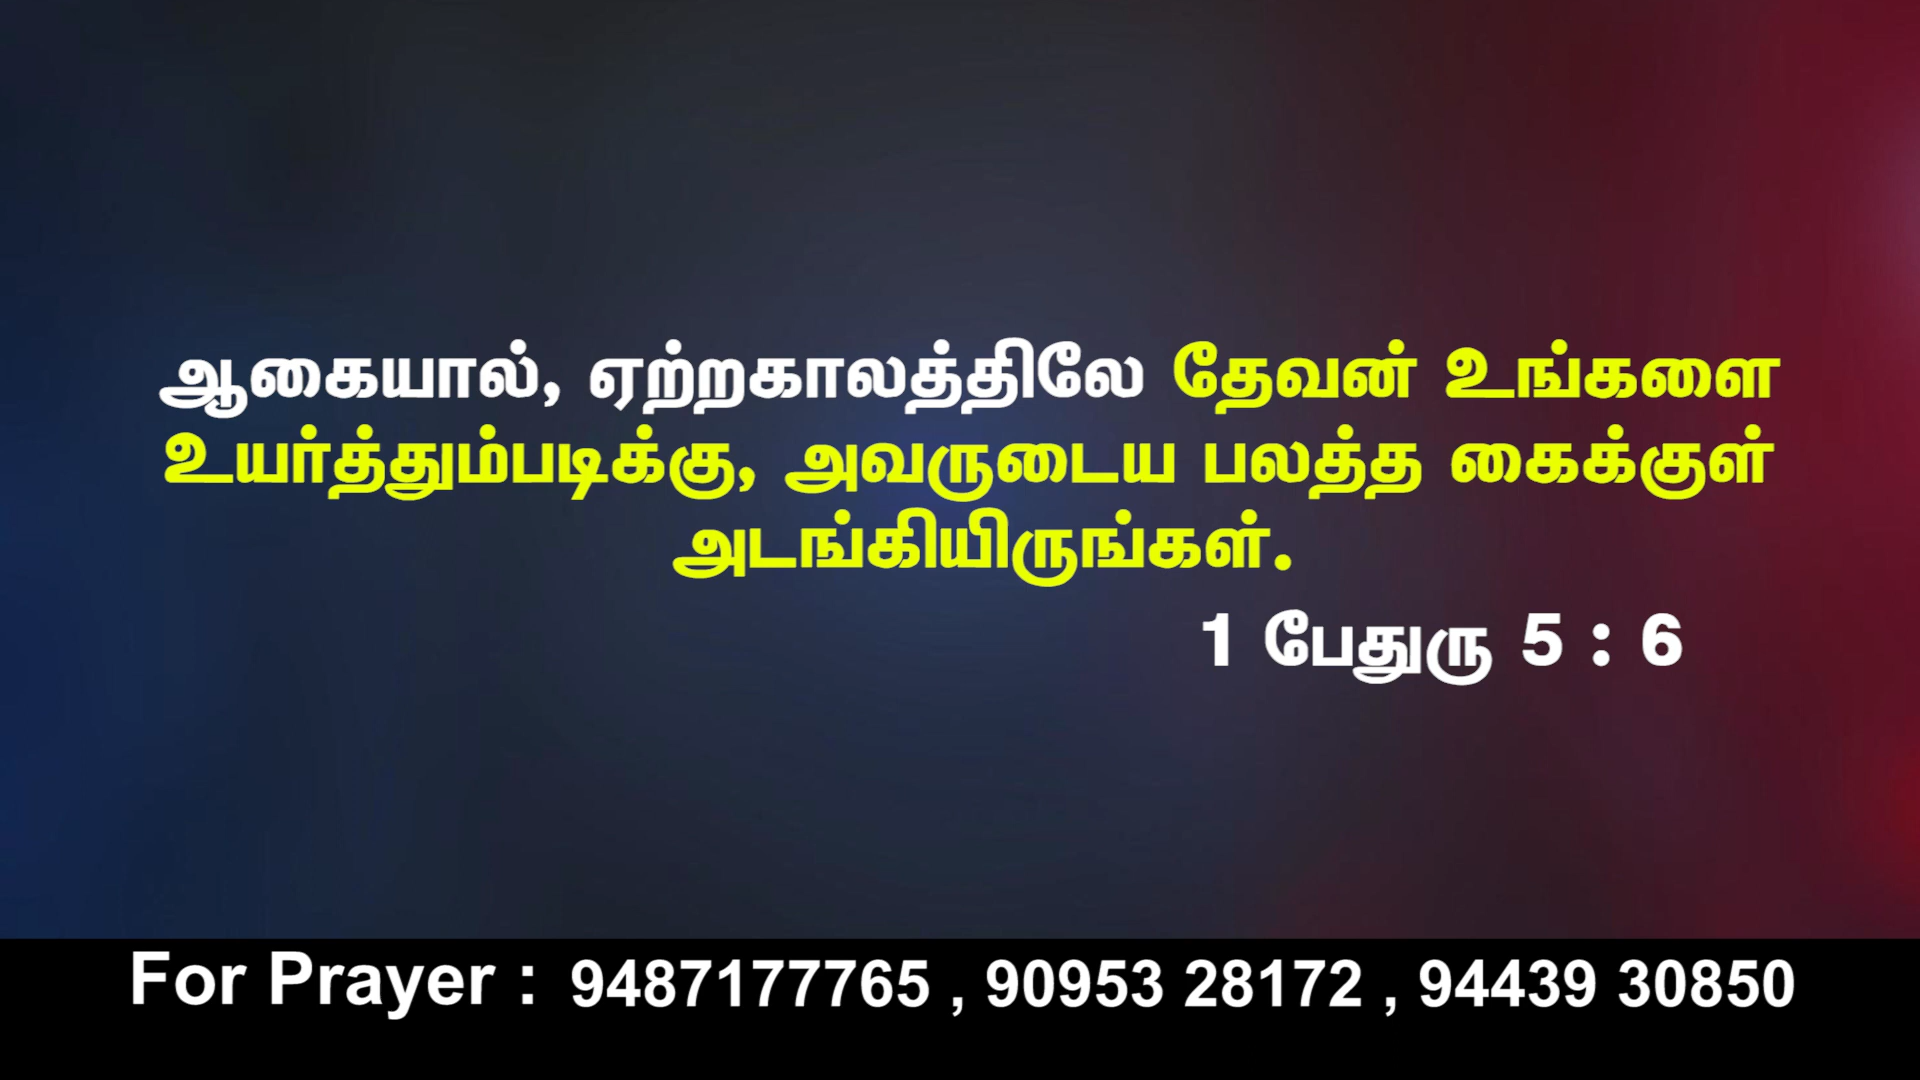 ஆகையால், ஏற்றகாலத்திலே தேவன் உங்களை
உயர்த்தும்படிக்கு, அவருடைய பலத்த கைக்குள்
அடங்கியிருங்கள்.
1 பேதுரு 5 : 6
For Prayer : 9487177765 , 90953 28172 , 94439 30850